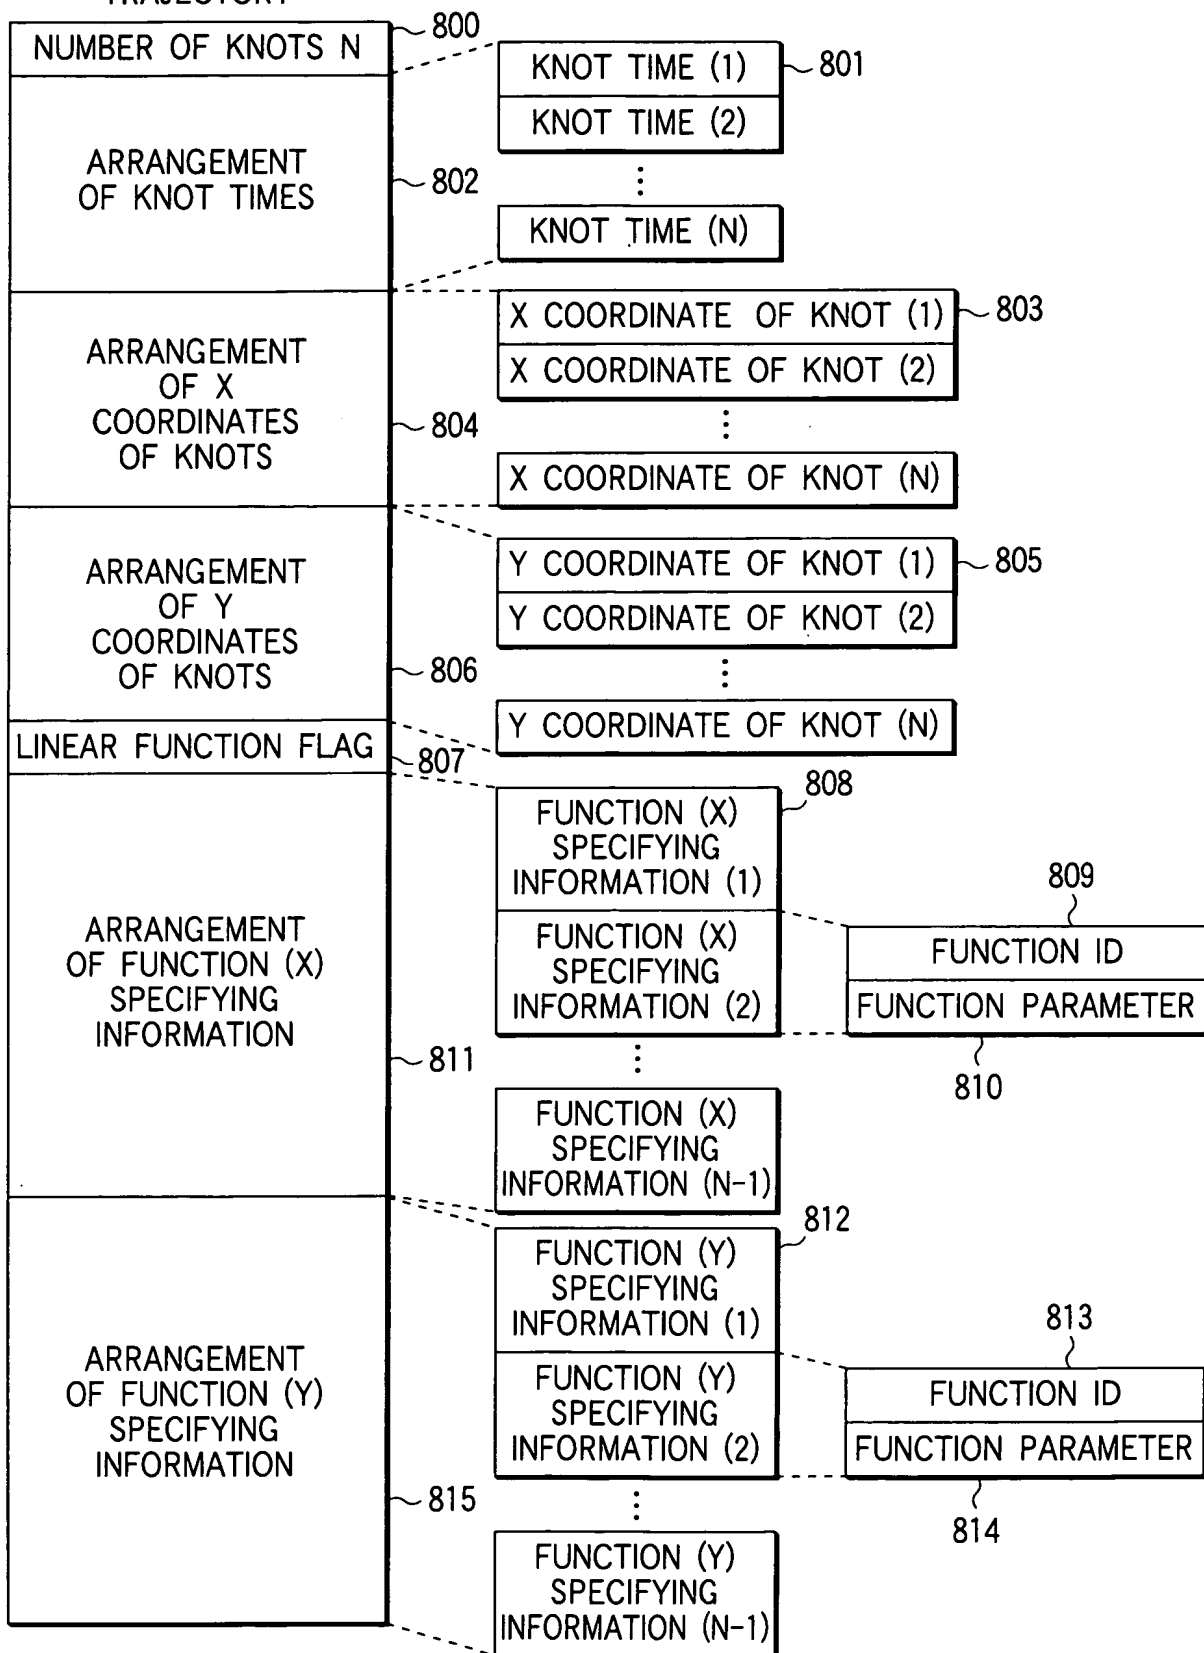 NUMBER OF KNOTS N
800
KNOT TIME (1)
801
KNOT TIME (2)
ARRANGEMENT
OF KNOT TIMES
802
KNOT TIME (N)
X COORDINATE OF KNOT (1)
803
X COORDINATE OF KNOT (2)
ARRANGEMENT
OF X
COORDINATES
OF KNOTS
804
X COORDINATE OF KNOT (N)
Y COORDINATE OF KNOT (1)
805
Y COORDINATE OF KNOT (2)
ARRANGEMENT
OF Y
COORDINATES
OF KNOTS
806
Y COORDINATE OF KNOT (N)
LINEAR FUNCTION FLAG
807
808
FUNCTION (X)
SPECIFYING
INFORMATION (1)
FUNCTION (X)
SPECIFYING
INFORMATION (2)
809
FUNCTION ID
FUNCTION PARAMETER
810
ARRANGEMENT
OF FUNCTION (X)
SPECIFYING
INFORMATION
811
FUNCTION (X)
SPECIFYING
INFORMATION (N-1)
812
FUNCTION (Y)
SPECIFYING
INFORMATION (1)
FUNCTION (Y)
SPECIFYING
INFORMATION (2)
813
FUNCTION ID
FUNCTION PARAMETER
814
ARRANGEMENT
OF FUNCTION (Y)
SPECIFYING
INFORMATION
815
FUNCTION (Y)
SPECIFYING
INFORMATION (N-1)